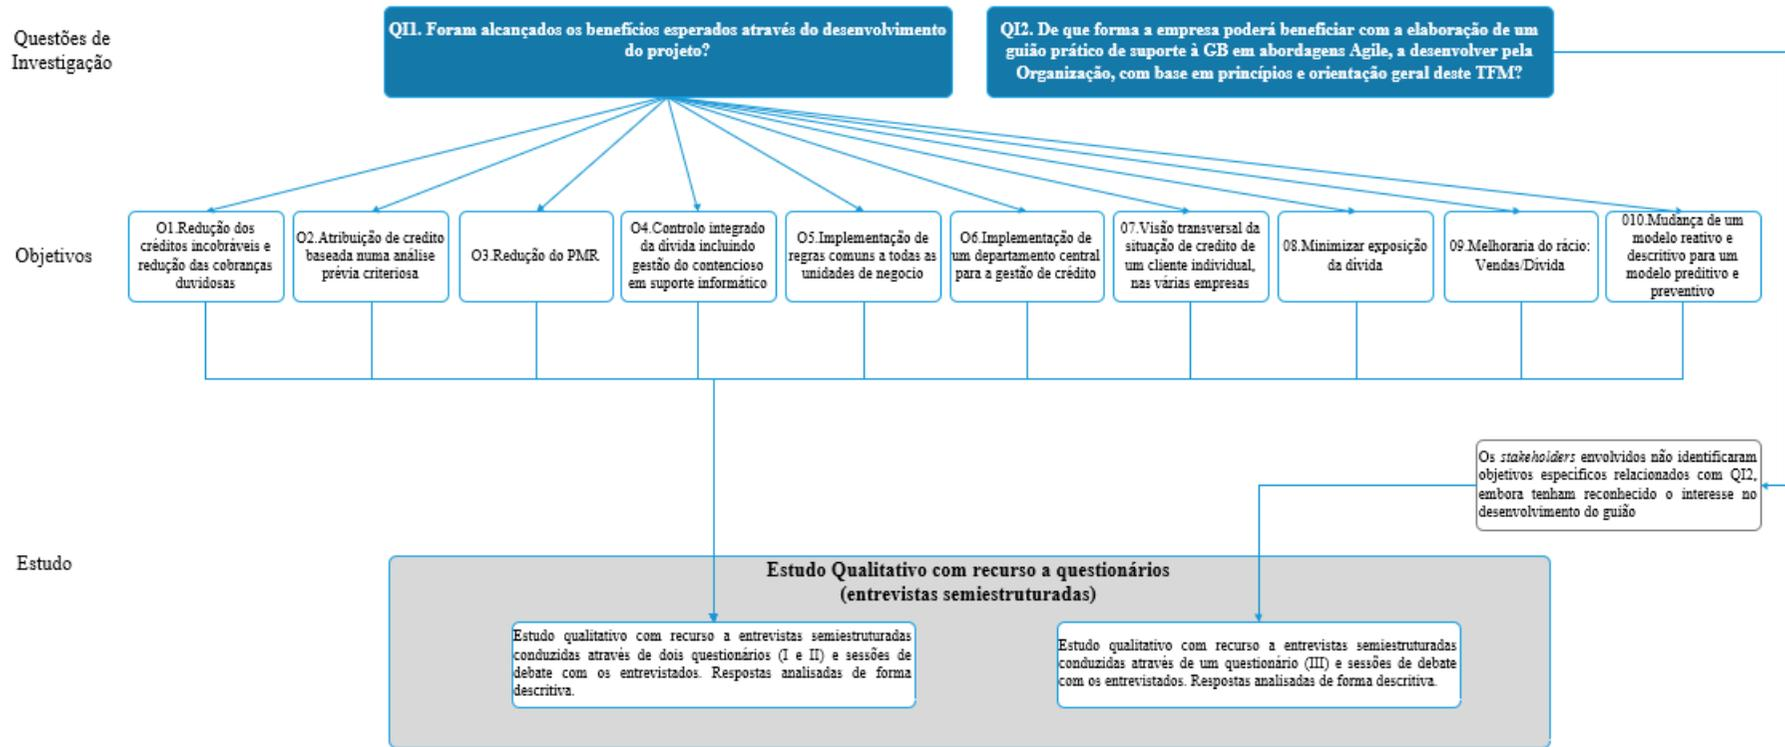 Questões de
Investigação
QI1. Foram alcançados os benefícios esperados através do desenvolvimento
do projeto?
QI2. De que forma a empresa poderá beneficiar com a elaboração de um
guião prático de suporte à GB em abordagens Agile, a desenvolver pela
Organização, com base em princípios e orientação geral deste TFM?
Objetivos
O1.Redução dos
créditos incobráveis e
redução das cobranças
duvidosas
O2.Atribuição de credito
baseada numa análise
prévia criteriosa
O3.Redução do PMR
O4.Controlo integrado
da dívida incluindo
gestão do contencioso
em suporte informático
O5.Implementação de
regras comuns a todas as
unidades de negocio
O6.Implementação de
um departamento central
para a gestão de crédito
07.Visão transversal da
situação de credito de
um cliente individual,
nas várias empresas
08.Minimizar exposição
da dívida
09.Melhoraria do rácio:
Vendas/Dívida
010.Mudança de um
modelo reativo e
descritivo para um
modelo preditivo e
preventivo
Os stakeholders envolvidos não identificaram
objetivos específicos relacionados com QI2,
embora tenham reconhecido o interesse no
desenvolvimento do guião
Estudo
Estudo Qualitativo com recurso a questionários
(entrevistas semiestruturadas)
Estudo qualitativo com recurso a entrevistas semiestruturadas
conduzidas através de dois questionários (I e II) e sessões de
debate com os entrevistados. Respostas analisadas de forma
descritiva.
Estudo qualitativo com recurso a entrevistas semiestruturadas
conduzidas através de um questionário (III) e sessões de debate
com os entrevistados. Respostas analisadas de forma descritiva.